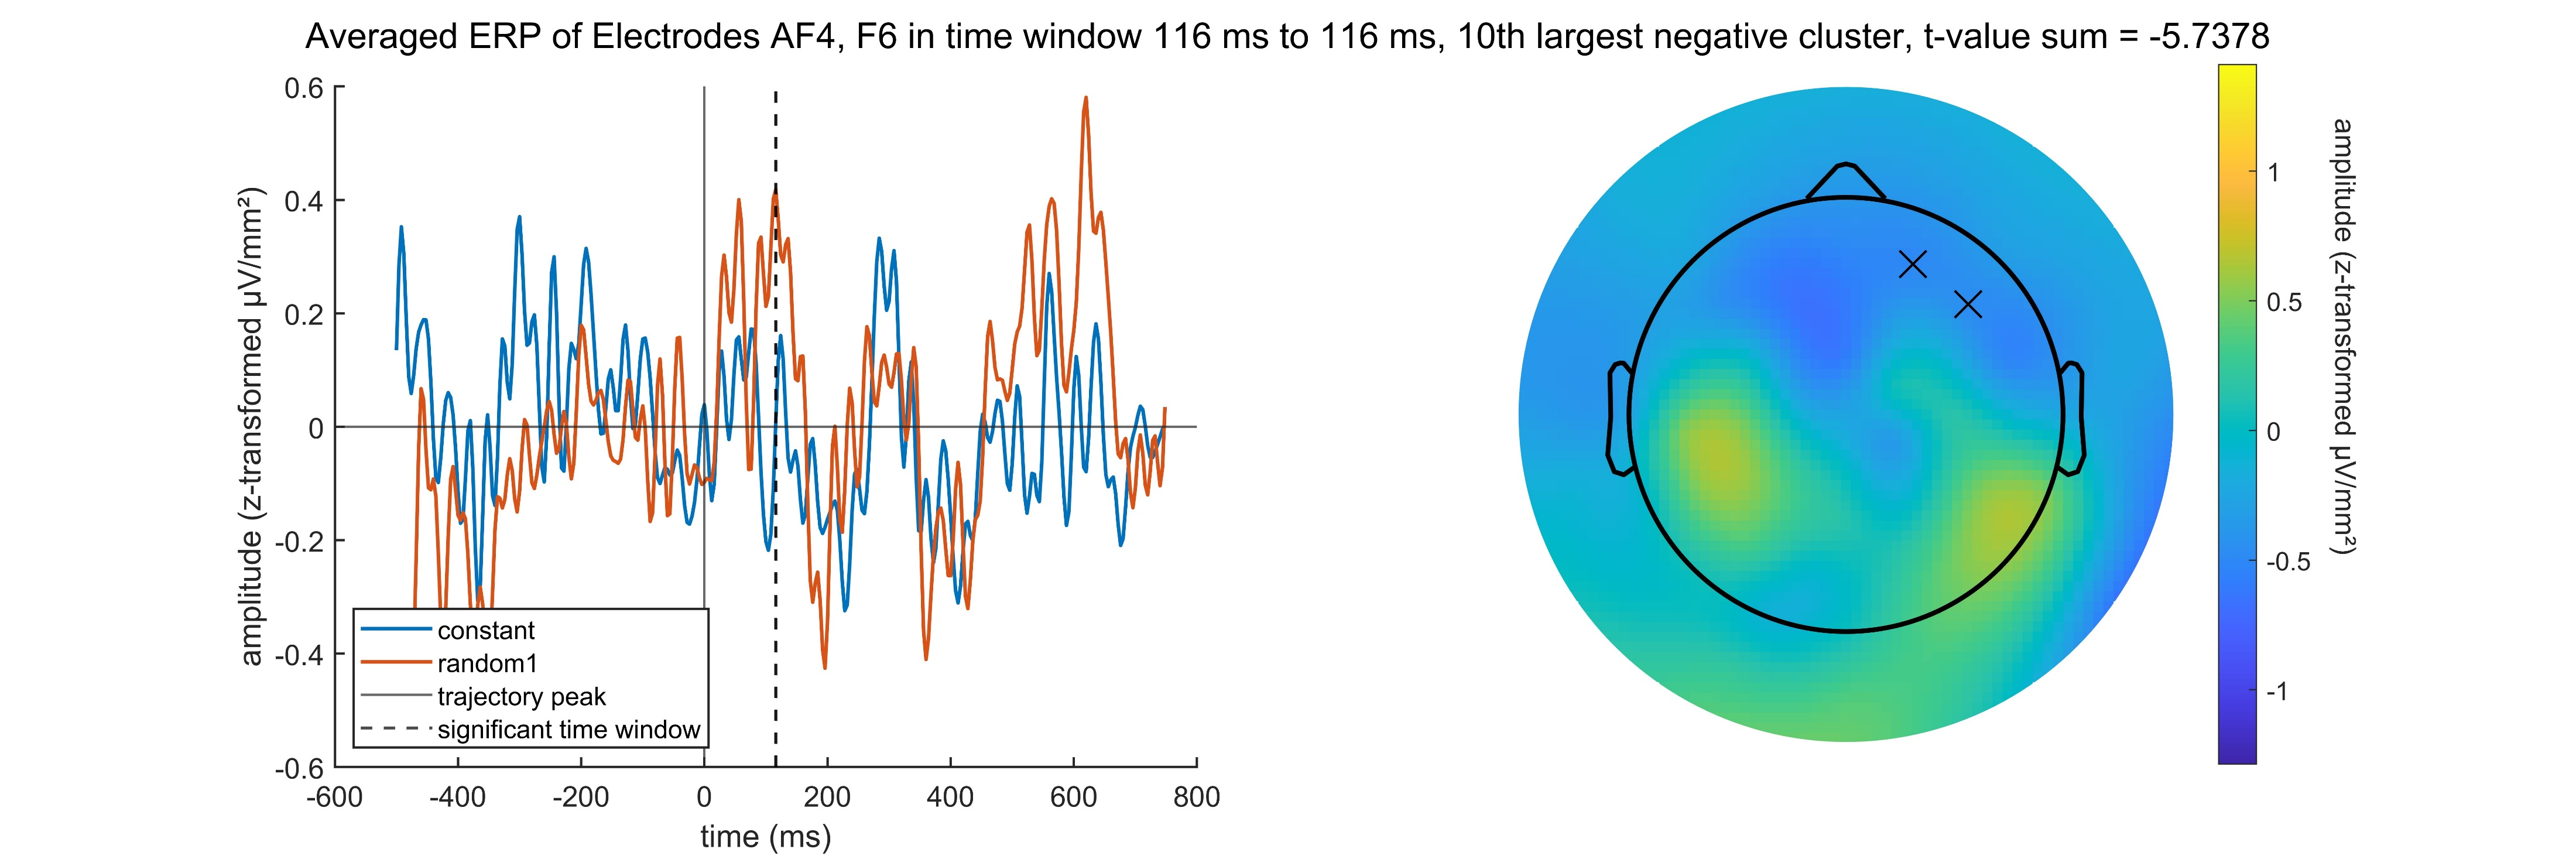 Averaged ERP of Electrodes AF4, F6 in time window 116 ms to 116 ms, 10th largest negative cluster, t-value sum = -5.7378
amplitude (z-transformed µV/mm²)
0.6
0.4
0.2
0
-0.2
-0.4
-0.6
-600
-400
-200
0
200
400
600
800
time (ms)
constant
random1
trajectory peak
significant time window
1
0.5
0
-0.5
-1
amplitude (z-transformed µV/mm²)